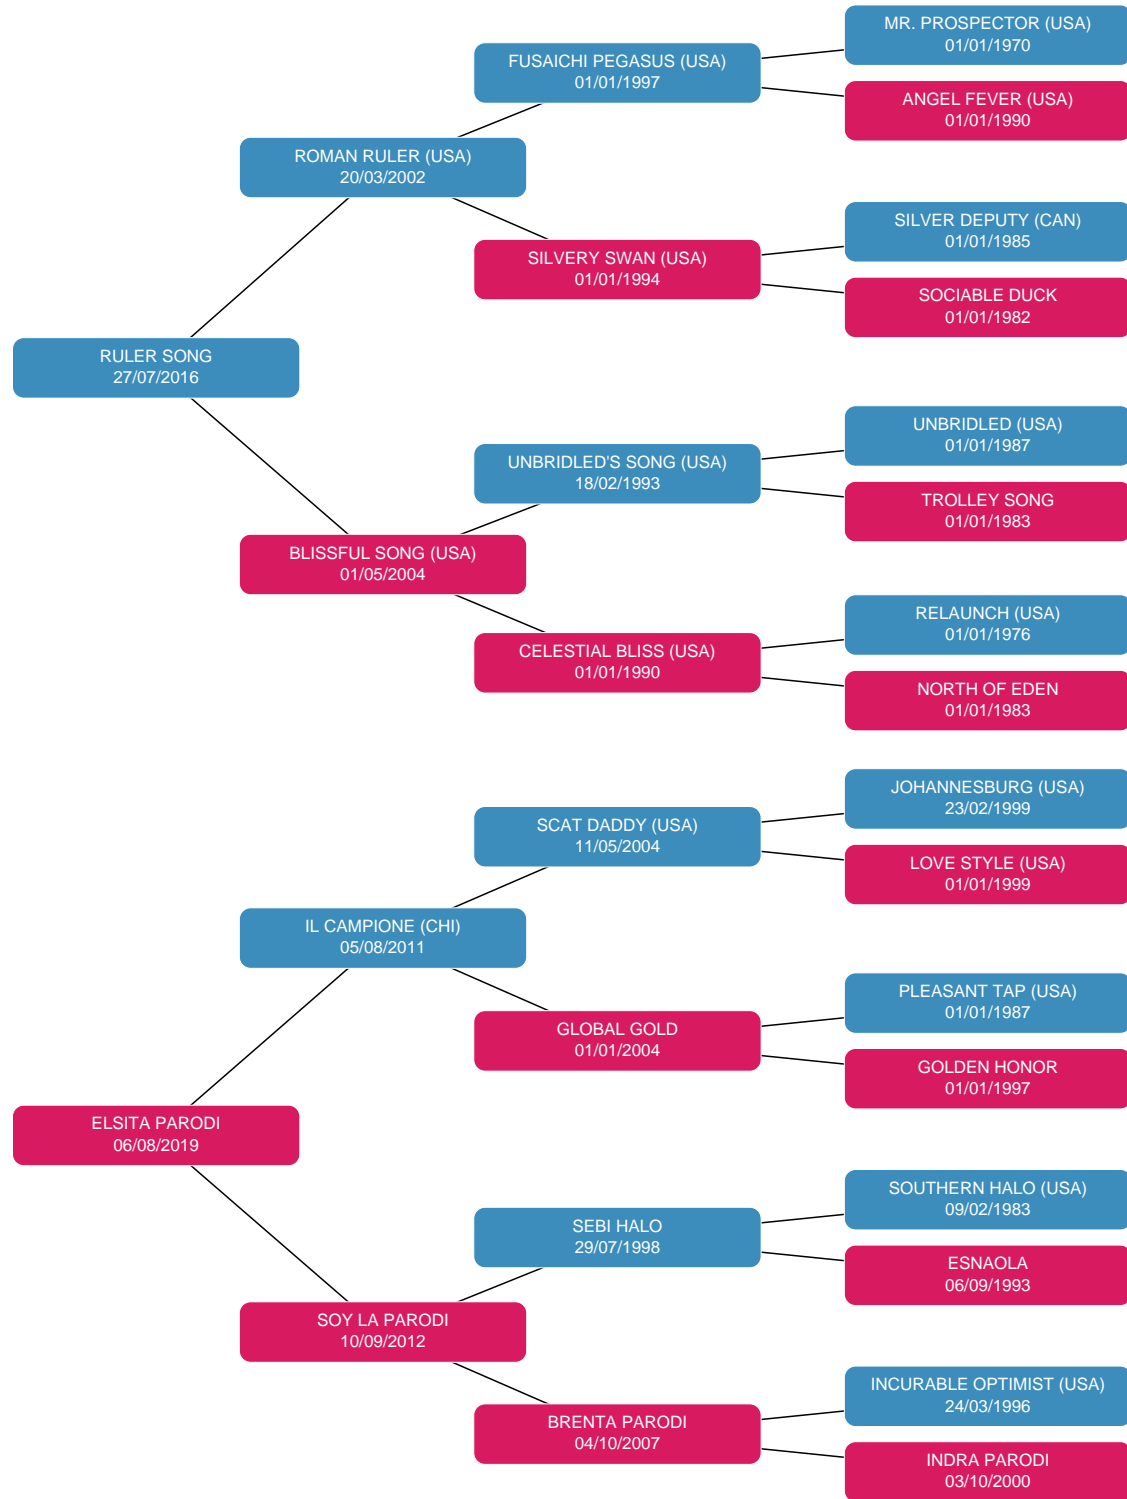 MR. PROSPECTOR (USA)
01/01/1970
FUSAICHI PEGASUS (USA)
01/01/1997
ANGEL FEVER (USA)
01/01/1990
ROMAN RULER (USA)
20/03/2002
SILVER DEPUTY (CAN)
01/01/1985
SILVERY SWAN (USA)
01/01/1994
SOCIABLE DUCK
01/01/1982
RULER SONG
27/07/2016
UNBRIDLED (USA)
01/01/1987
UNBRIDLED'S SONG (USA)
18/02/1993
TROLLEY SONG
01/01/1983
BLISSFUL SONG (USA)
01/05/2004
RELAUNCH (USA)
01/01/1976
CELESTIAL BLISS (USA)
01/01/1990
NORTH OF EDEN
01/01/1983
JOHANNESBURG (USA)
23/02/1999
SCAT DADDY (USA)
11/05/2004
LOVE STYLE (USA)
01/01/1999
IL CAMPIONE (CHI)
05/08/2011
PLEASANT TAP (USA)
01/01/1987
GLOBAL GOLD
01/01/2004
GOLDEN HONOR
01/01/1997
ELSITA PARODI
06/08/2019
SOUTHERN HALO (USA)
09/02/1983
SEBI HALO
29/07/1998
ESNAOLA
06/09/1993
SOY LA PARODI
10/09/2012
INCURABLE OPTIMIST (USA)
24/03/1996
BRENTA PARODI
04/10/2007
INDRA PARODI
03/10/2000